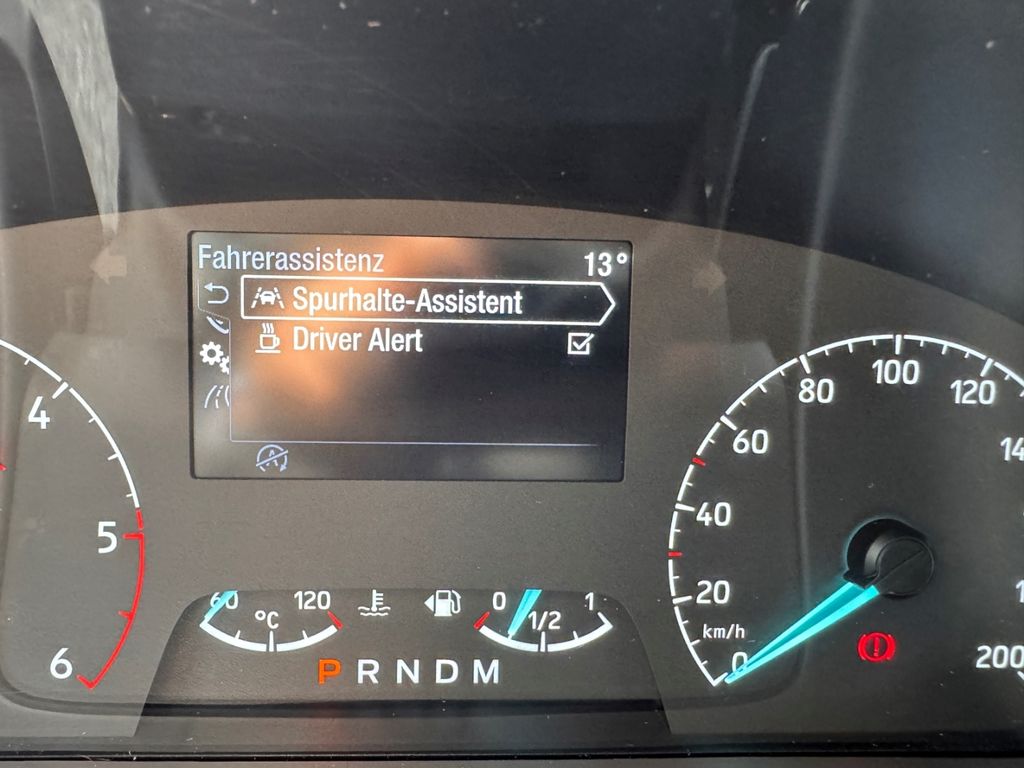 Fahrerassistenz 13°
Spurhalte-Assistent
Driver Alert
4
5
6
60 120
°C
0 1/2 1
P R N D M
0
20
40
60
80
100
120
200
km/h